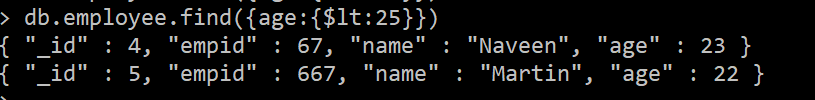 > db.employee.find({age:{$lt:25}})
{ "_id" : 4, "empid" : 67, "name" : "Naveen", "age" : 23 }
{ "_id" : 5, "empid" : 667, "name" : "Martin", "age" : 22 }